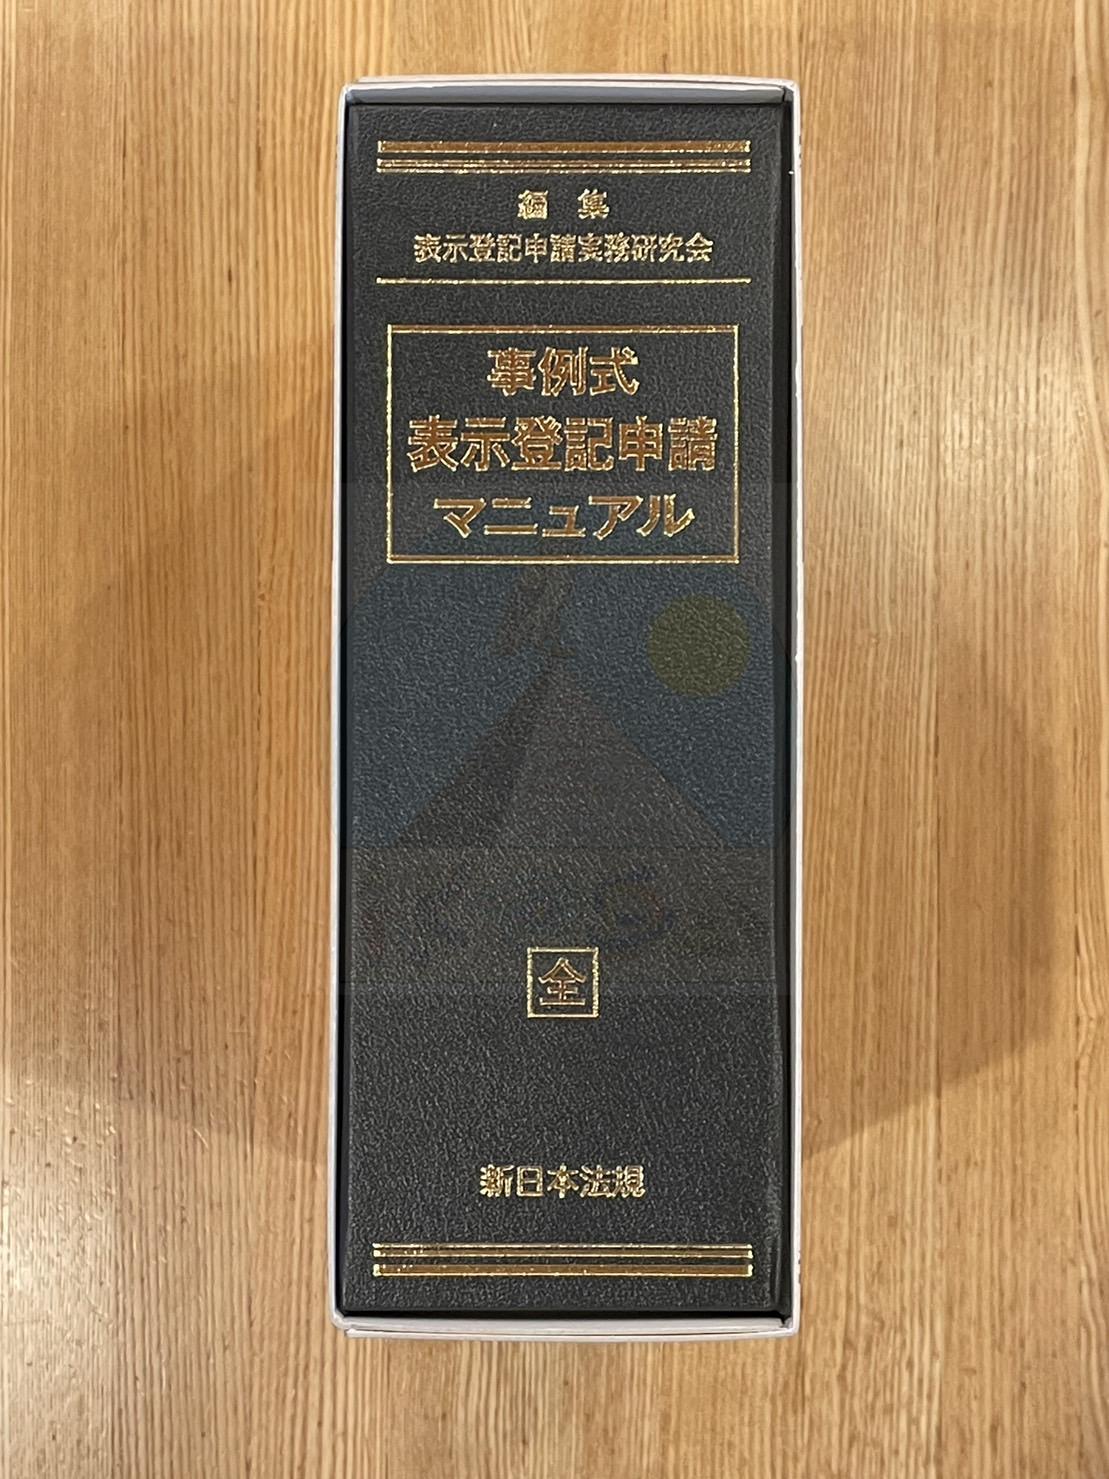 編集
表示登記申請実務研究会
事例式
表示登記申請
マニュアル
全
新日本法規